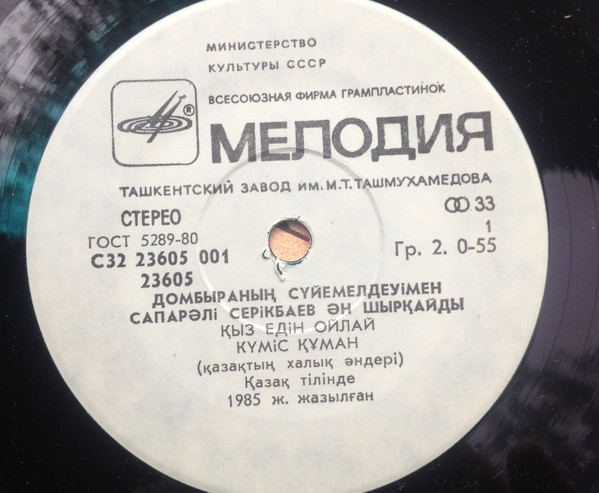 МИНИСТЕРСТВО
КУЛЬТУРЫ СССР
ВСЕСОЮЗНАЯ ФИРМА ГРАМПЛАСТИНОК
®
МЕЛОДИЯ
ТАШКЕНТСКИЙ ЗАВОД ИМ. М.Т. ТАШМУХАМЕДОВА
СТЕРЕО 33
ГОСТ 5289-80 1
С32 23605 001 Гр. 2. 0-55
23605
ДОМБЫРАНЫҢ СҮЙЕМЕЛДЕУіМЕН
САПАРӘЛІ СЕРІКБАЕВ ӘН ШЫРҚАЙДЫ
ҚЫЗ ЕДІН ОЙЛАЙ
КҮМіС ҚҰМАН
(қазақтың халық әндері)
Қазақ тілінде
1985 ж. жазылған